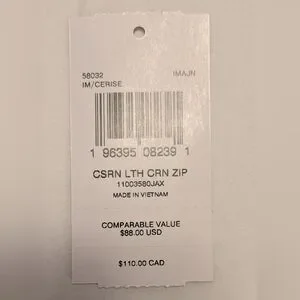 58032 IMAJN
IM/CERISE
1 96395 08239 1
CSRN LTH CRN ZIP
11003580JAX
MADE IN VIETNAM
COMPARABLE VALUE
$88.00 USD
$110.00 CAD